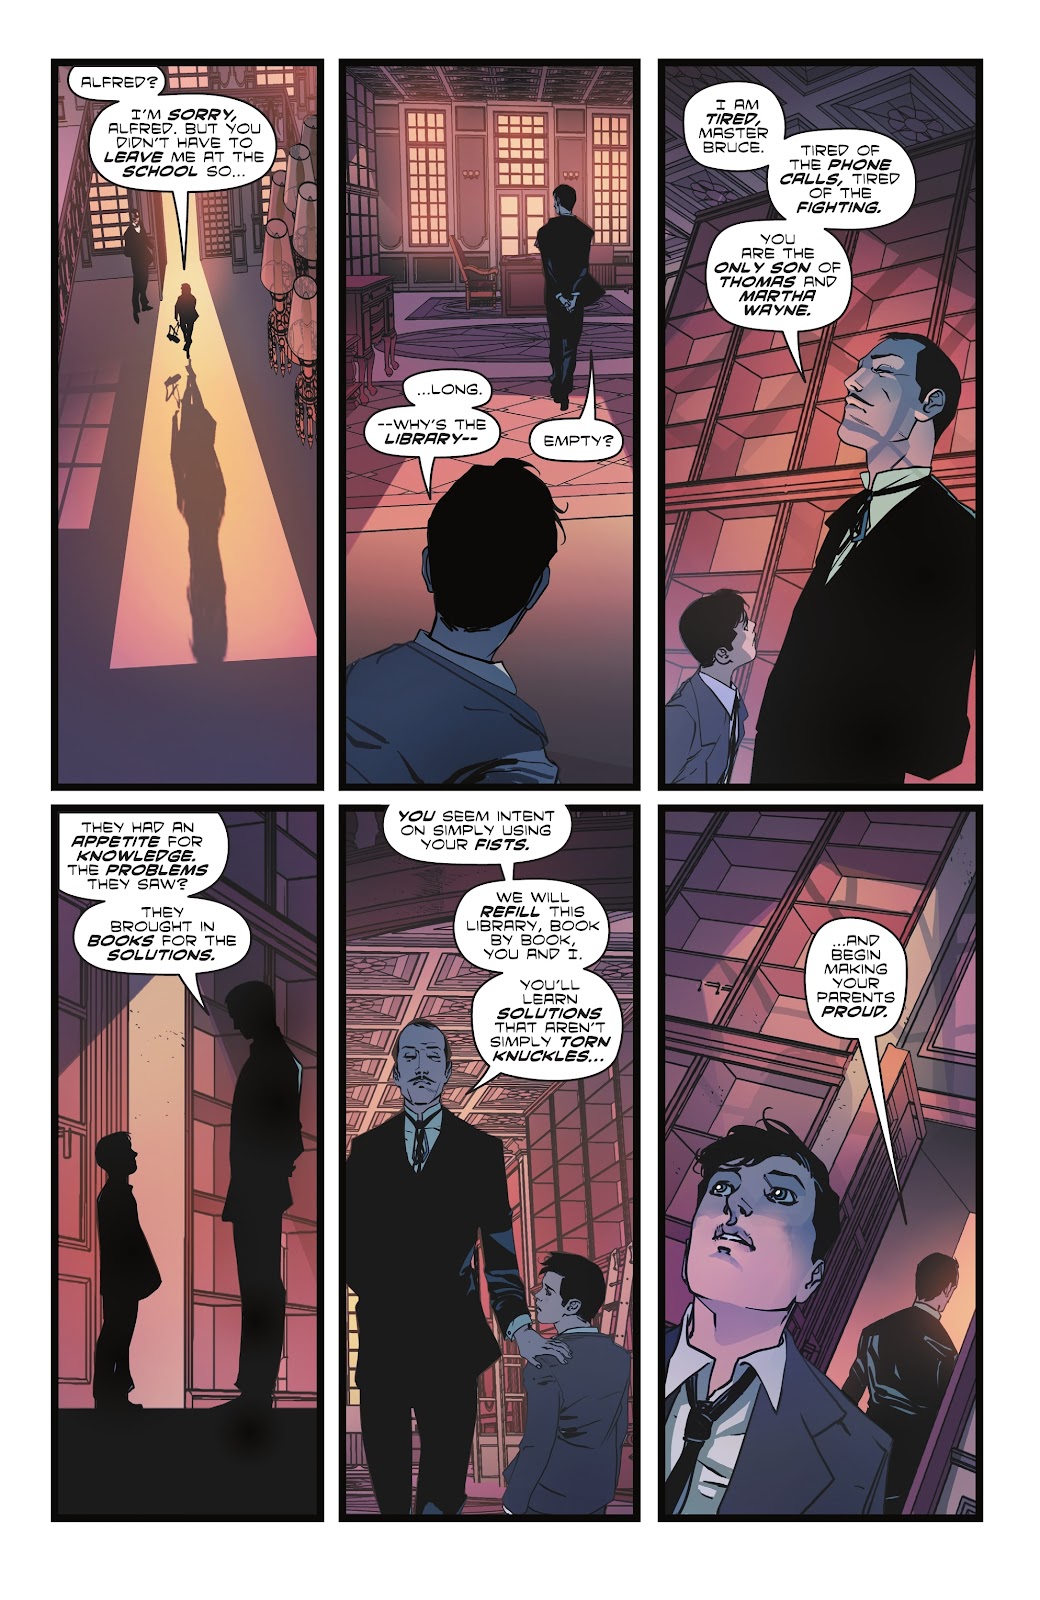 ALFRED?
I'M SORRY,
ALFRED. BUT YOU
DIDN'T HAVE TO
LEAVE ME AT THE
SCHOOL SO...
...LONG.
--WHY'S THE
LIBRARY--
EMPTY?
I AM
TIRED,
MASTER
BRUCE.
TIRED OF
THE PHONE
CALLS, TIRED
OF THE
FIGHTING.
YOU
ARE THE
ONLY SON OF
THOMAS AND
MARTHA
WAYNE.
THEY HAD AN
APPETITE FOR
KNOWLEDGE.
THE PROBLEMS
THEY SAW?
THEY
BROUGHT IN
BOOKS FOR THE
SOLUTIONS.
YOU SEEM INTENT
ON SIMPLY USING
YOUR FISTS.
WE WILL
REFILL THIS
LIBRARY, BOOK
BY BOOK,
YOU AND I.
YOU'LL
LEARN
SOLUTIONS
THAT AREN'T
SIMPLY TORN
KNUCKLES...
...AND
BEGIN
MAKING
YOUR
PARENTS
PROUD.